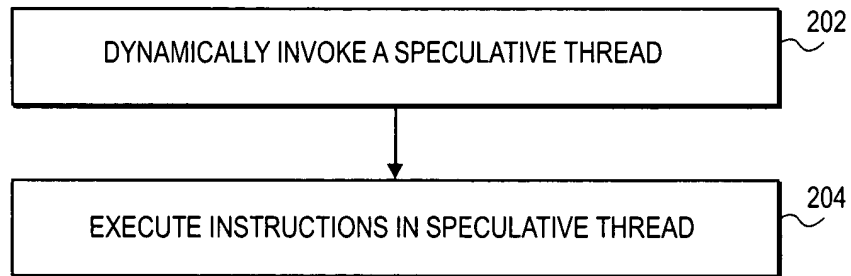 202
DYNAMICALLY INVOKE A SPECULATIVE THREAD
204
EXECUTE INSTRUCTIONS IN SPECULATIVE THREAD